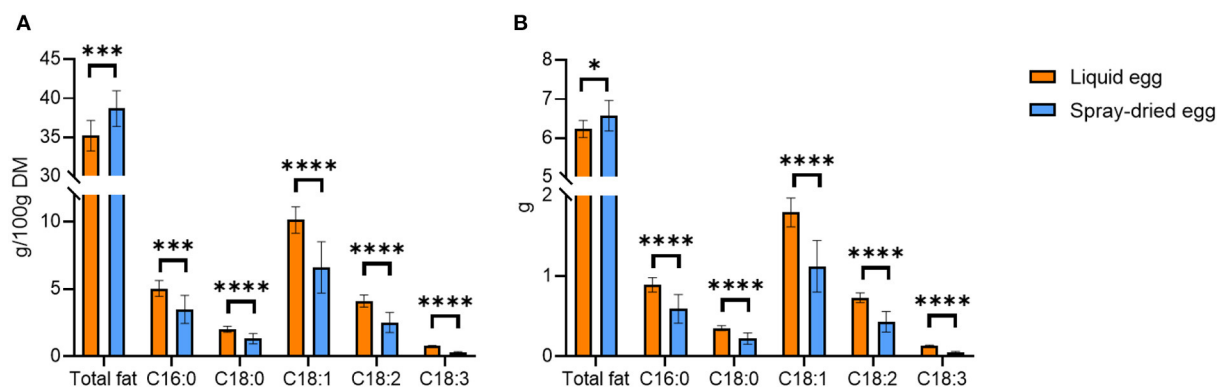 A
45
40
35
30
10
5
0
g/100g DM
***
***
****
****
****
****
Total fat
C16:0
C18:0
C18:1
C18:2
C18:3
B
8
7
6
5
2
1
0
g
*
****
****
****
****
****
Total fat
C16:0
C18:0
C18:1
C18:2
C18:3
Liquid egg
Spray-dried egg